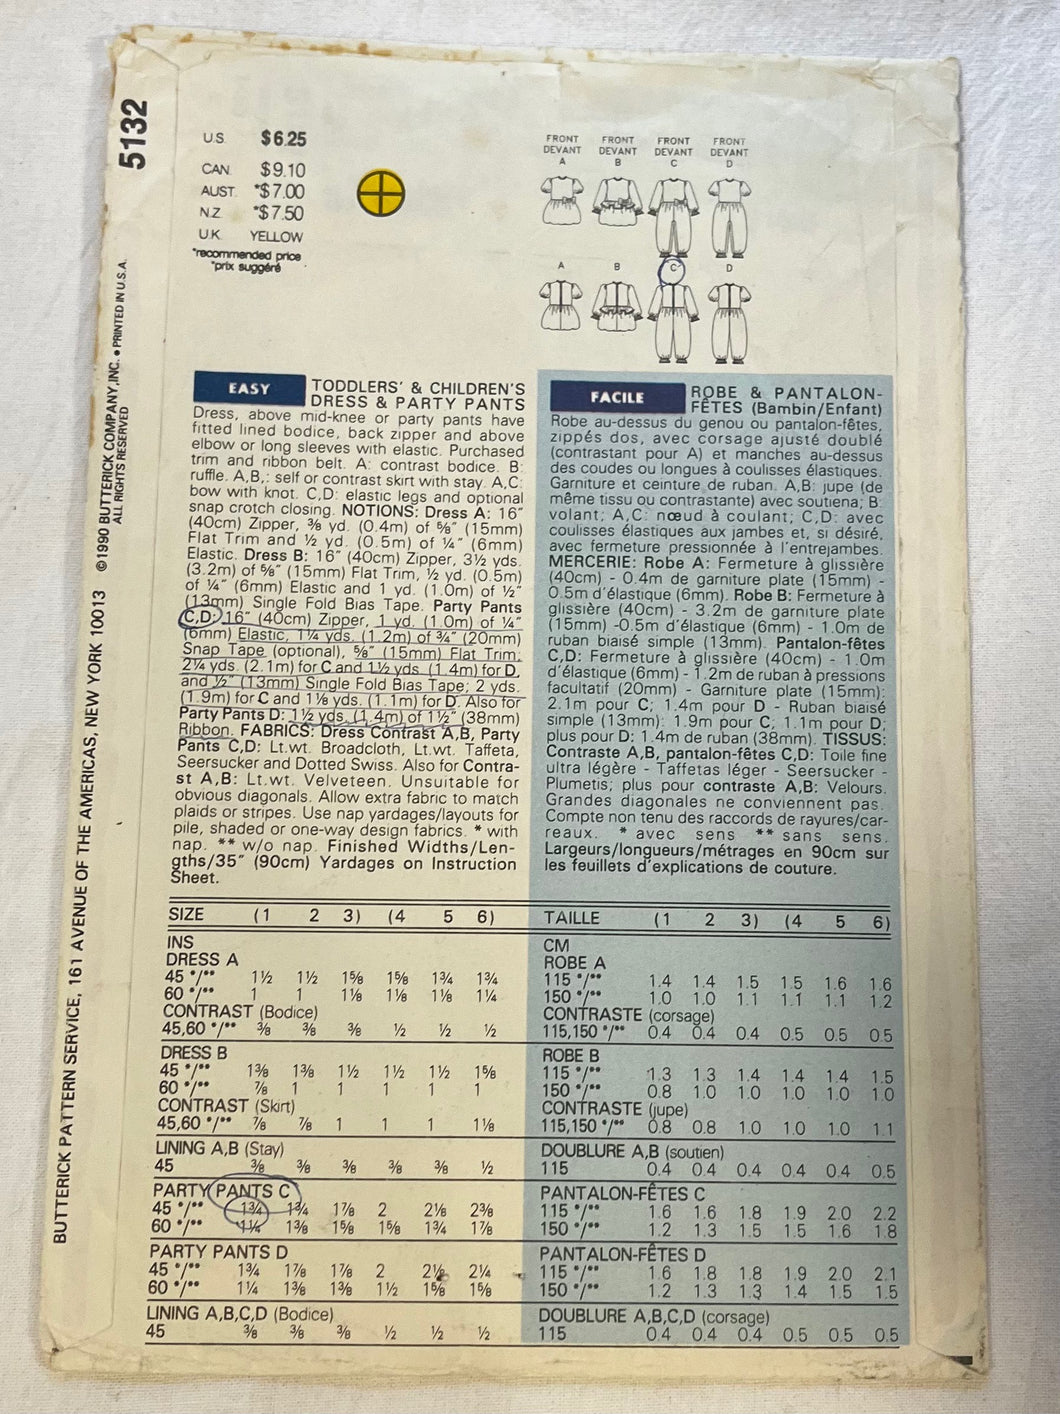 5132
©1990 BUTTERICK COMPANY, INC. • PRINTED IN U.S.A.
ALL RIGHTS RESERVED
BUTTERICK PATTERN SERVICE, 161 AVENUE OF THE AMERICAS, NEW YORK 10013
U.S. $6.25
CAN. $9.10
AUST. *$7.00
N.Z. *$7.50
U.K. YELLOW
*recommended price
*prix suggéré
FRONT FRONT FRONT FRONT
DEVANT DEVANT DEVANT DEVANT
A B C D
A B C D
EASY
TODDLERS' & CHILDREN'S
DRESS & PARTY PANTS
Dress, above mid-knee or party pants have
fitted lined bodice, back zipper and above
elbow or long sleeves with elastic. Purchased
trim and ribbon belt. A: contrast bodice. B:
ruffle. A,B,: self or contrast skirt with stay. A,C:
bow with knot. C,D: elastic legs and optional
snap crotch closing. NOTIONS: Dress A: 16"
(40cm) Zipper, ⅜ yd. (0.4m) of ⅝" (15mm)
Flat Trim and ½ yd. (0.5m) of ¼" (6mm)
Elastic. Dress B: 16" (40cm) Zipper, 3½ yds.
(3.2m) of ⅝" (15mm) Flat Trim, ½ yd. (0.5m)
of ¼" (6mm) Elastic and 1 yd. (1.0m) of ½"
(13mm) Single Fold Bias Tape. Party Pants
C,D: 16" (40cm) Zipper, 1 yd. (1.0m) of ¼"
(6mm) Elastic, 1¼ yds. (1.2m) of ¾" (20mm)
Snap Tape (optional), ⅝" (15mm) Flat Trim:
2¼ yds. (2.1m) for C and 1½ yds. (1.4m) for D,
and ½" (13mm) Single Fold Bias Tape; 2 yds.
(1.9m) for C and 1⅛ yds. (1.1m) for D. Also for
Party Pants D: 1½ yds. (1.4m) of 1½" (38mm)
Ribbon. FABRICS: Dress Contrast A,B, Party
Pants C,D: Lt.wt. Broadcloth, Lt.wt. Taffeta,
Seersucker and Dotted Swiss. Also for Contra-
st A,B: Lt.wt. Velveteen. Unsuitable for
obvious diagonals. Allow extra fabric to match
plaids or stripes. Use nap yardages/layouts for
pile, shaded or one-way design fabrics. * with
nap. ** w/o nap. Finished Widths/Len-
gths/35" (90cm) Yardages on Instruction
Sheet.
FACILE
ROBE & PANTALON-
FÊTES (Bambin/Enfant)
Robe au-dessus du genou ou pantalon-fêtes,
zippés dos, avec corsage ajusté doublé
(contrastant pour A) et manches au-dessus
des coudes ou longues à coulisses élastiques.
Garniture et ceinture de ruban. A,B: jupe (de
même tissu ou contrastante) avec soutiena; B:
volant; A,C: nœud à coulant; C,D: avec
coulisses élastiques aux jambes et, si désiré,
avec fermeture pressionnée à l'entrejambes.
MERCERIE: Robe A: Fermeture à glissière
(40cm) - 0.4m de garniture plate (15mm) -
0.5m d'élastique (6mm). Robe B: Fermeture à
glissière (40cm) - 3.2m de garniture plate
(15mm) -0.5m d'élastique (6mm) - 1.0m de
ruban biaisé simple (13mm). Pantalon-fêtes
C,D: Fermeture à glissière (40cm) - 1.0m
d'élastique (6mm) - 1.2m de ruban à pressions
facultatif (20mm) - Garniture plate (15mm):
2.1m pour C; 1.4m pour D - Ruban biaisé
simple (13mm): 1.9m pour C, 1.1m pour D;
plus pour D: 1.4m de ruban (38mm). TISSUS:
Contraste A,B, pantalon-fêtes C,D: Toile fine
ultra légère - Taffetas léger - Seersucker -
Plumetis; plus pour contraste A,B: Velours.
Grandes diagonales ne conviennent pas.
Compte non tenu des raccords de rayures/car-
reaux. * avec sens ** sans sens.
Largeurs/longueurs/métrages en 90cm sur
les feuillets d'explications de couture.
SIZE (1 2 3) (4 5 6)
INS
DRESS A
45 */** 1½ 1½ 1⅝ 1⅝ 1¾ 1¾
60 */** 1 1 1⅛ 1⅛ 1⅛ 1¼
CONTRAST (Bodice)
45,60 */** ⅜ ⅜ ⅜ ½ ½ ½
DRESS B
45 */** 1⅜ 1⅜ 1½ 1½ 1½ 1⅝
60 */** ⅞ 1 1 1 1 1
CONTRAST (Skirt)
45,60 */** ⅞ ⅞ 1 1 1 1⅛
LINING A,B (Stay)
45 ⅜ ⅜ ⅜ ⅜ ⅜ ½
PARTY PANTS C
45 */** 1¾ 1¾ 1⅞ 2 2⅛ 2⅜
60 */** 1¼ 1⅜ 1⅝ 1⅝ 1¾ 1⅞
PARTY PANTS D
45 */** 1¾ 1⅞ 1⅞ 2 2⅛ 2¼
60 */** 1¼ 1⅜ 1⅜ 1½ 1⅝ 1⅝
LINING A,B,C,D (Bodice)
45 ⅜ ⅜ ⅜ ½ ½ ½
TAILLE (1 2 3) (4 5 6)
CM
ROBE A
115 */** 1.4 1.4 1.5 1.5 1.6 1.6
150 */** 1.0 1.0 1.1 1.1 1.1 1.2
CONTRASTE (corsage)
115,150 */** 0.4 0.4 0.4 0.5 0.5 0.5
ROBE B
115 */** 1.3 1.3 1.4 1.4 1.4 1.5
150 */** 0.8 1.0 1.0 1.0 1.0 1.0
CONTRASTE (jupe)
115,150 */** 0.8 0.8 1.0 1.0 1.0 1.1
DOUBLURE A,B (soutien)
115 0.4 0.4 0.4 0.4 0.4 0.5
PANTALON-FÊTES C
115 */** 1.6 1.6 1.8 1.9 2.0 2.2
150 */** 1.2 1.3 1.5 1.5 1.6 1.8
PANTALON-FÊTES D
115 */** 1.6 1.8 1.8 1.9 2.0 2.1
150 */** 1.2 1.3 1.3 1.4 1.5 1.5
DOUBLURE A,B,C,D (corsage)
115 0.4 0.4 0.4 0.5 0.5 0.5